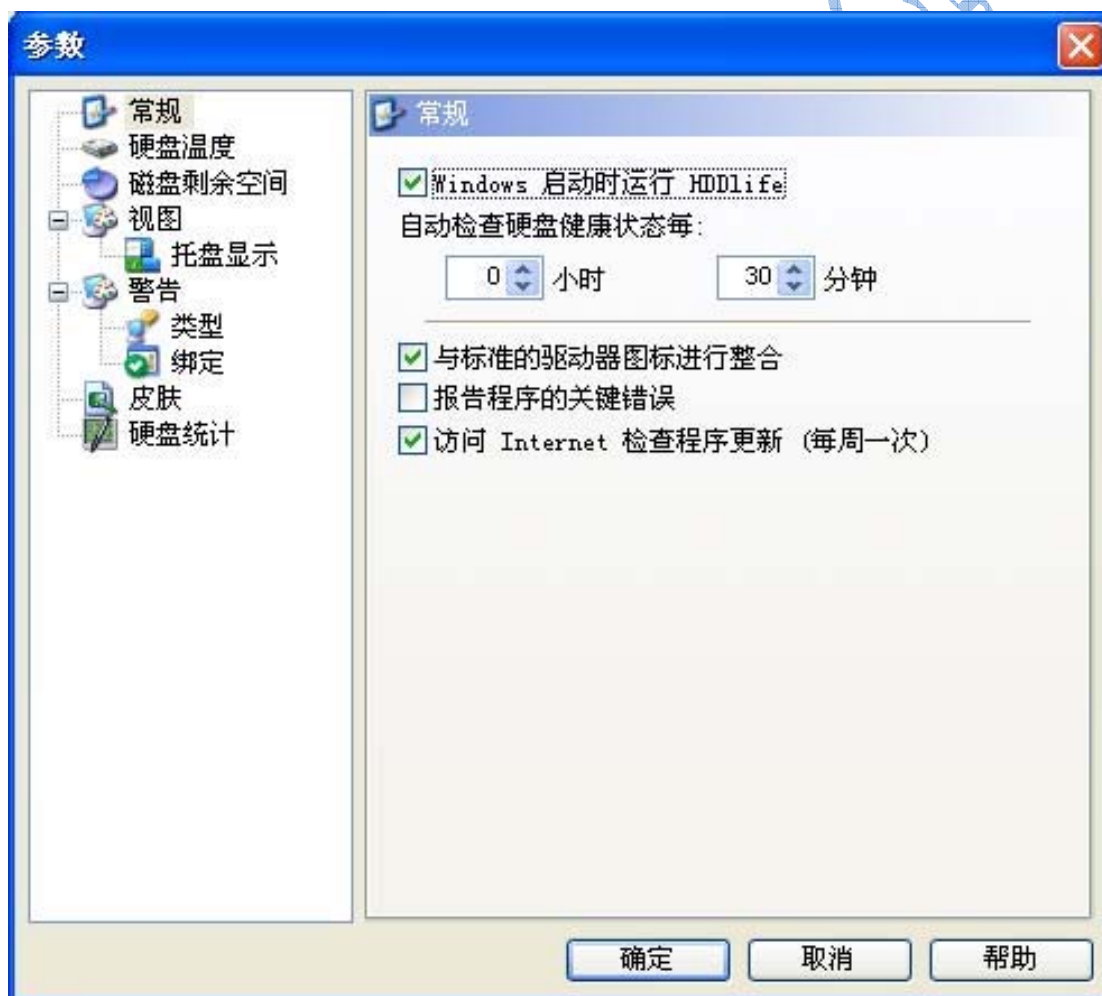 参数
常规
硬盘温度
磁盘剩余空间
视图
托盘显示
警告
类型
绑定
皮肤
硬盘统计
常规
Windows 启动时运行 HDDlife
自动检查硬盘健康状态每:
0 小时 30 分钟
与标准的驱动器图标进行整合
报告程序的关键错误
访问 Internet 检查程序更新 (每周一次)
确定 取消 帮助